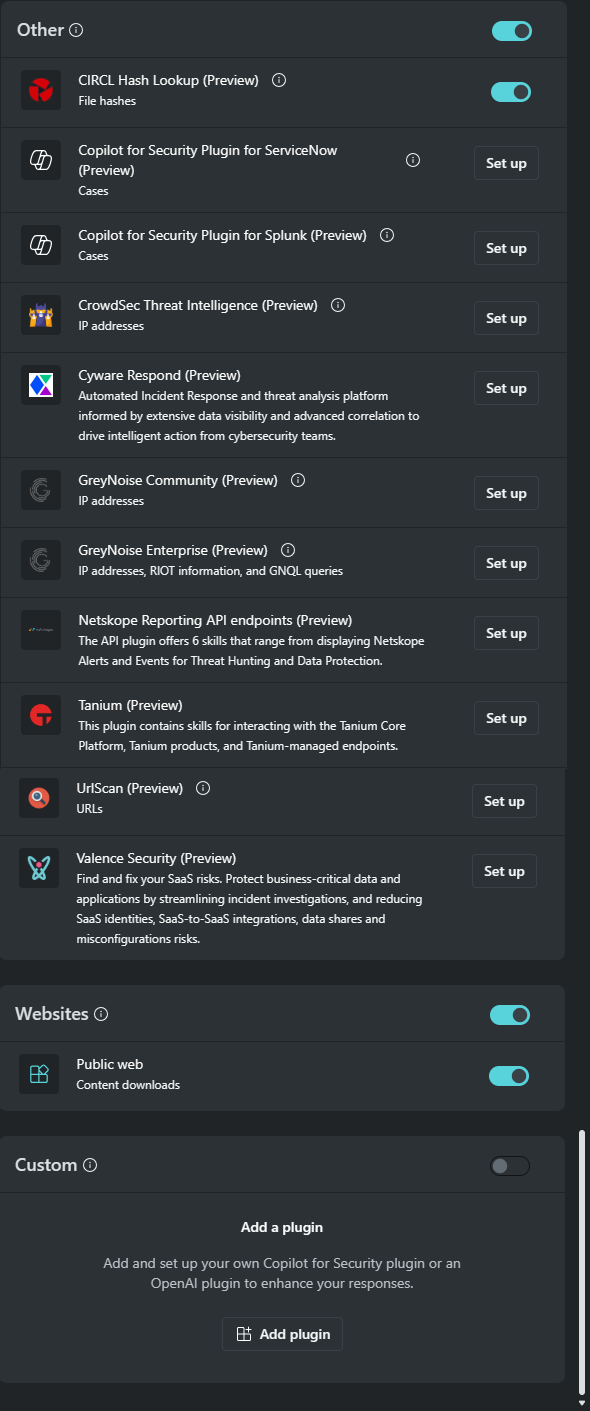 Other
CIRCL Hash Lookup (Preview)
File hashes
Copilot for Security Plugin for ServiceNow
(Preview)
Cases
Set up
Copilot for Security Plugin for Splunk (Preview)
Cases
Set up
CrowdSec Threat Intelligence (Preview)
IP addresses
Set up
Cyware Respond (Preview)
Automated Incident Response and threat analysis platform
informed by extensive data visibility and advanced correlation to
drive intelligent action from cybersecurity teams.
Set up
GreyNoise Community (Preview)
IP addresses
Set up
GreyNoise Enterprise (Preview)
IP addresses, RIOT information, and GNQL queries
Set up
Netskope Reporting API endpoints (Preview)
The API plugin offers 6 skills that range from displaying Netskope
Alerts and Events for Threat Hunting and Data Protection.
Set up
Tanium (Preview)
This plugin contains skills for interacting with the Tanium Core
Platform, Tanium products, and Tanium-managed endpoints.
Set up
UrlScan (Preview)
URLs
Set up
Valence Security (Preview)
Find and fix your SaaS risks. Protect business-critical data and
applications by streamlining incident investigations, and reducing
SaaS identities, SaaS-to-SaaS integrations, data shares and
misconfigurations risks.
Set up
Websites
Public web
Content downloads
Custom
Add a plugin
Add and set up your own Copilot for Security plugin or an
OpenAI plugin to enhance your responses.
Add plugin